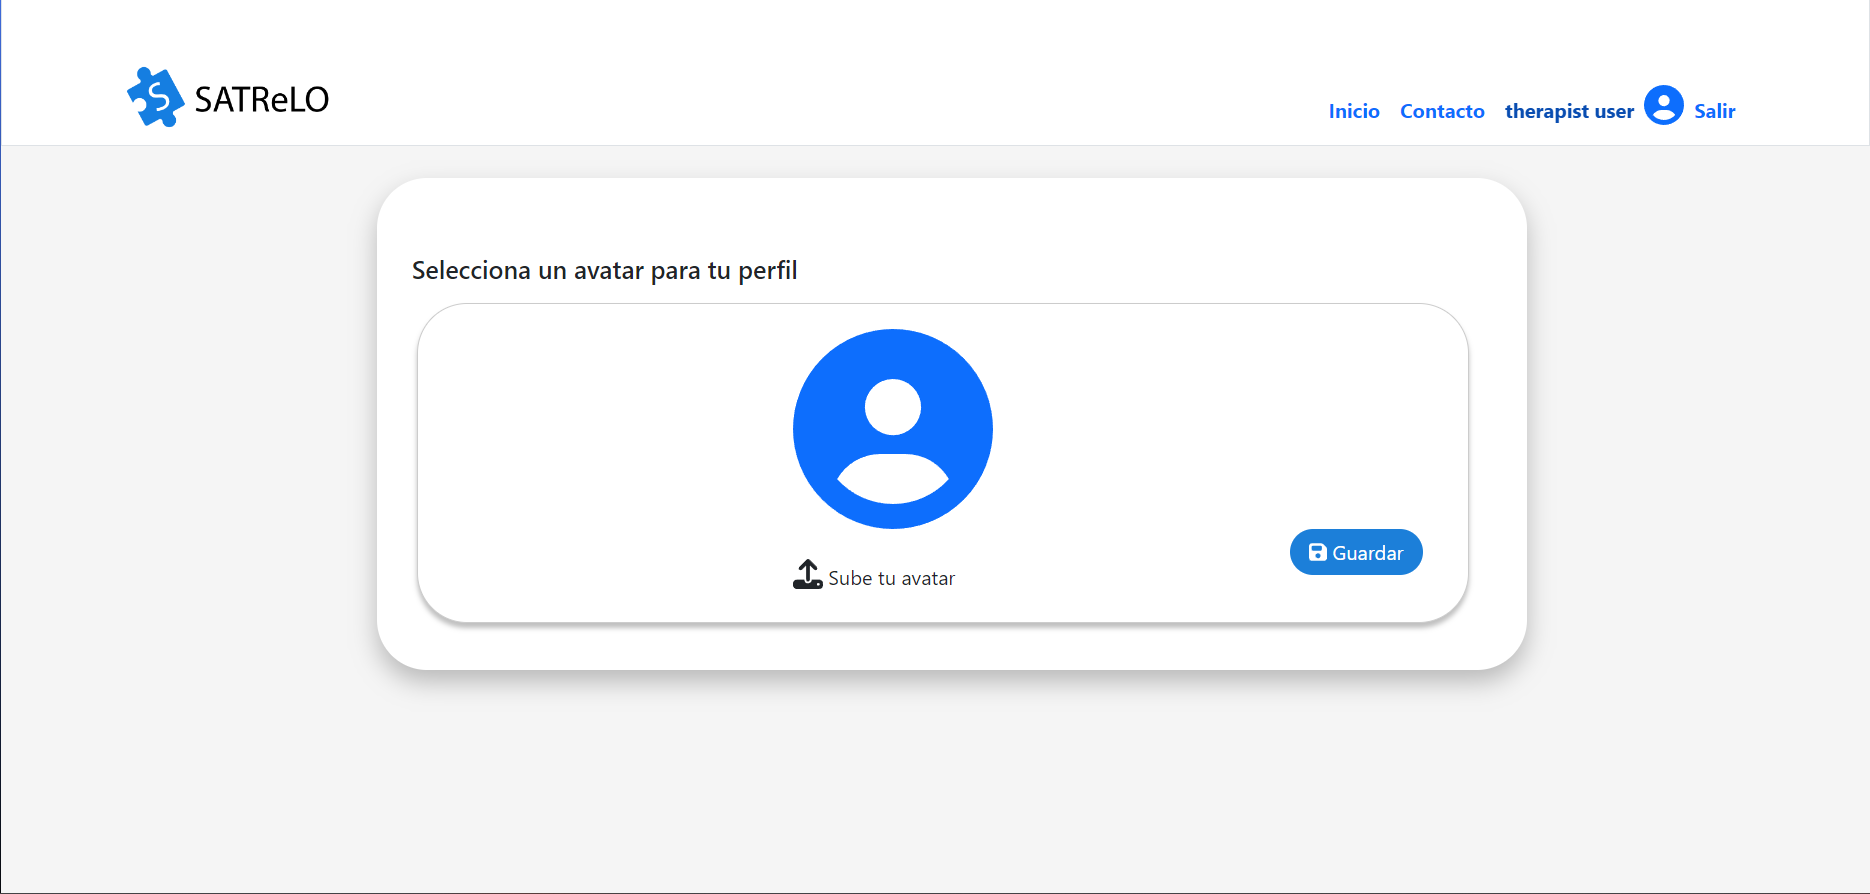 SATReLO
Inicio Contacto therapist user Salir
Selecciona un avatar para tu perfil
Guardar
Sube tu avatar